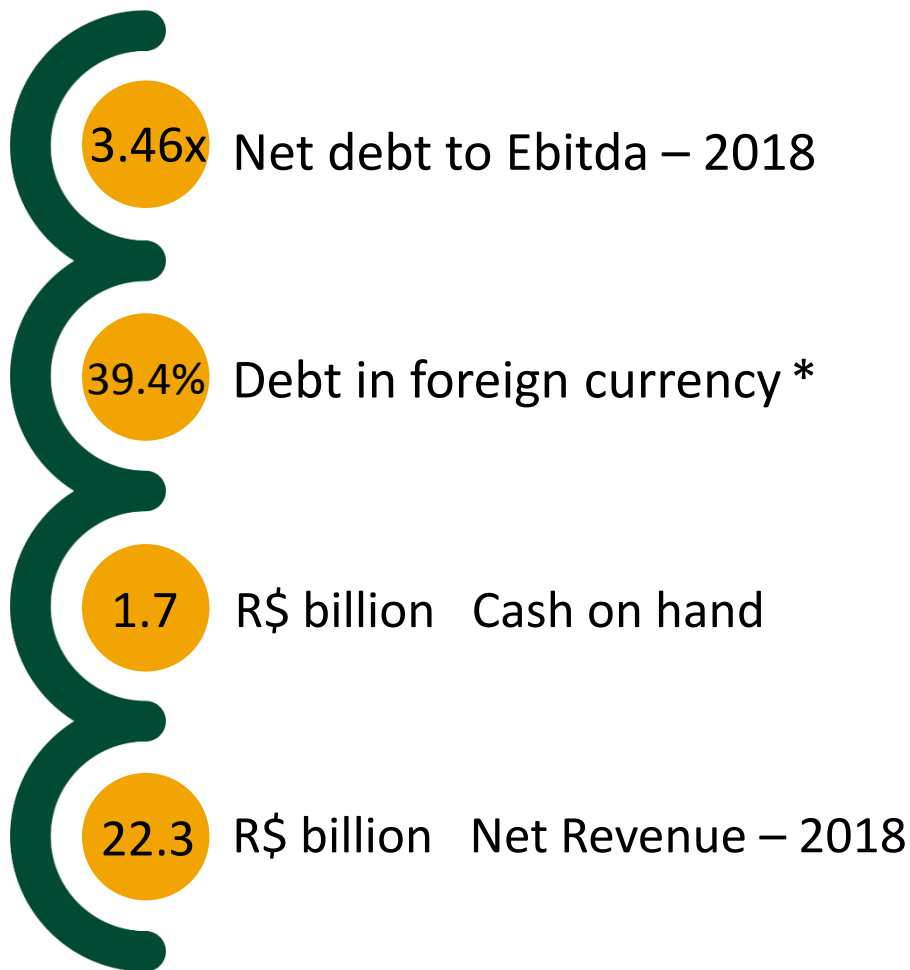 3.46x Net debt to Ebitda – 2018
39.4% Debt in foreign currency *
1.7 R$ billion Cash on hand
22.3 R$ billion Net Revenue – 2018